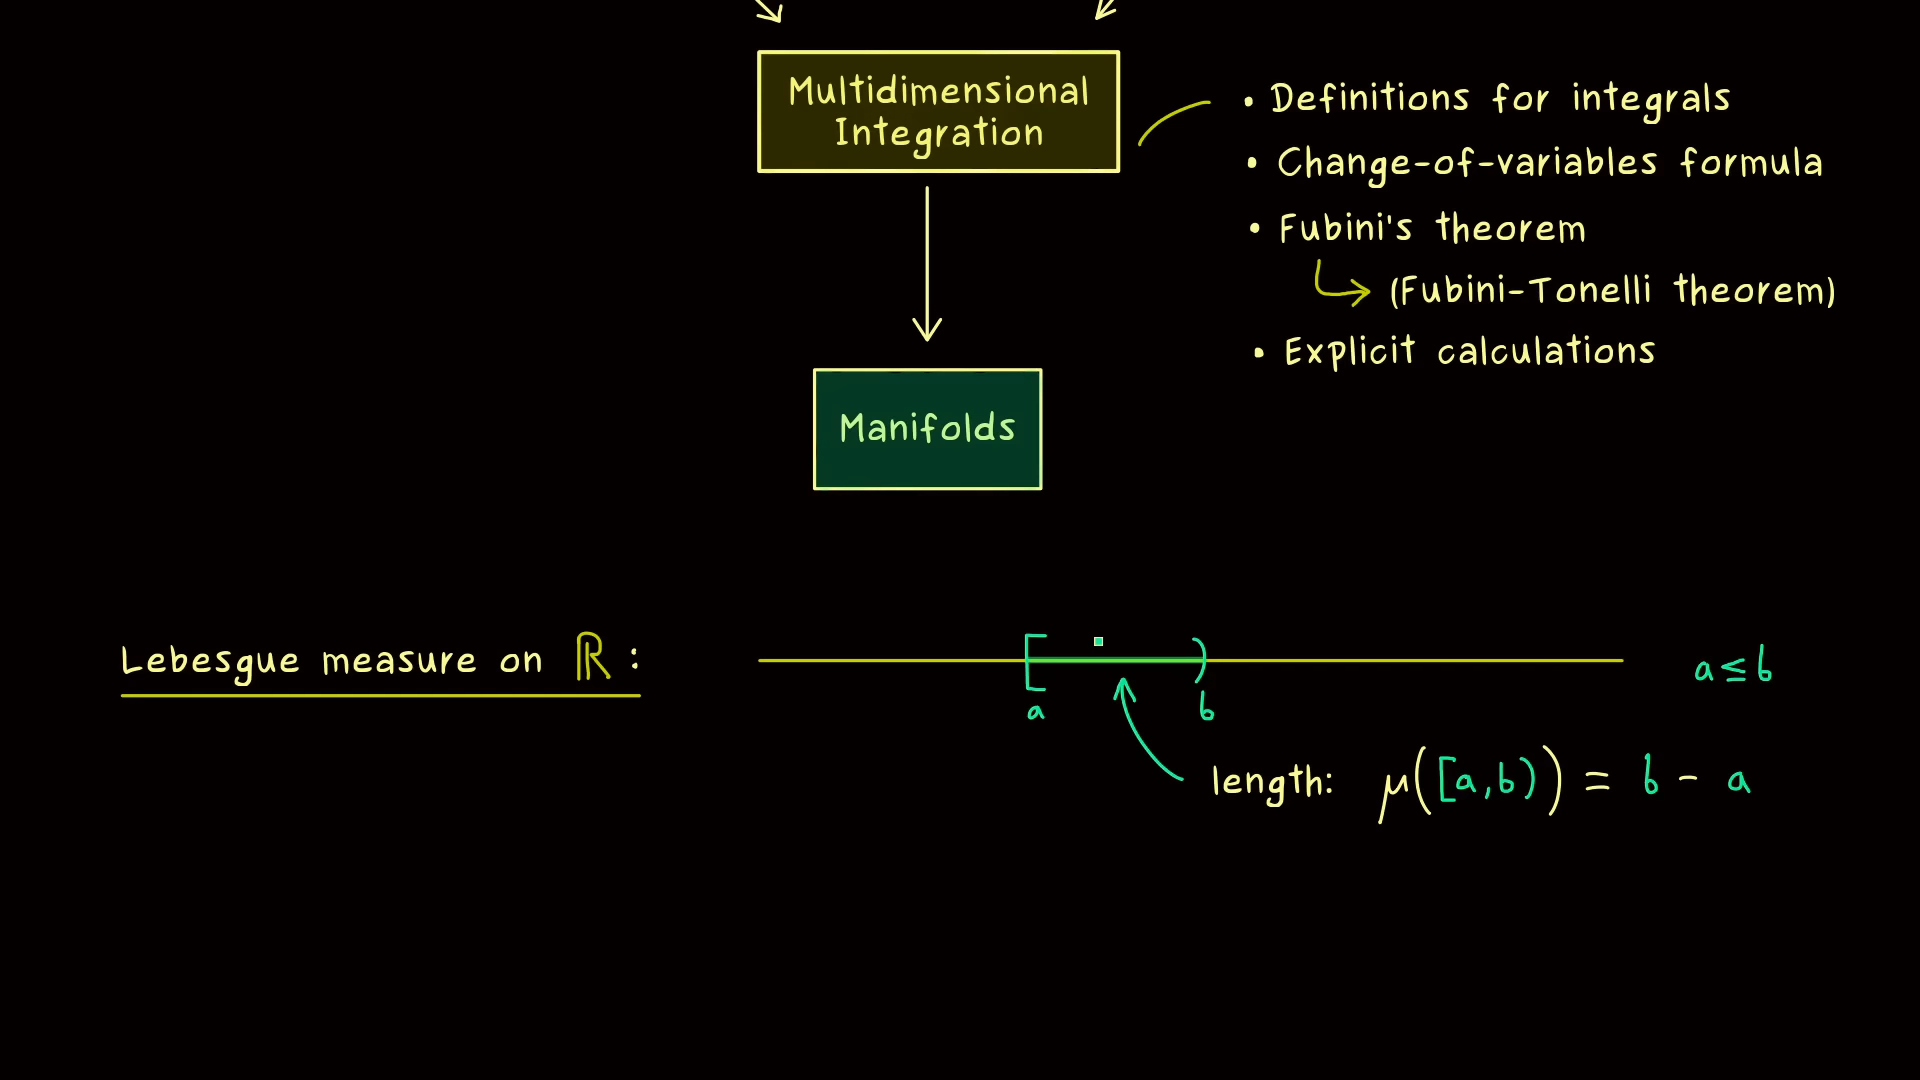 Multidimensional
Integration
• Definitions for integrals
• Change-of-variables formula
• Fubini's theorem
(Fubini-Tonelli theorem)
• Explicit calculations
Manifolds
Lebesgue measure on ℝ :
[ )
a b
a ≤ b
length: μ([a,b)) = b - a